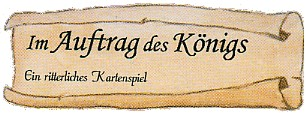 Im Auftrag des Königs
Ein ritterliches Kartenspiel